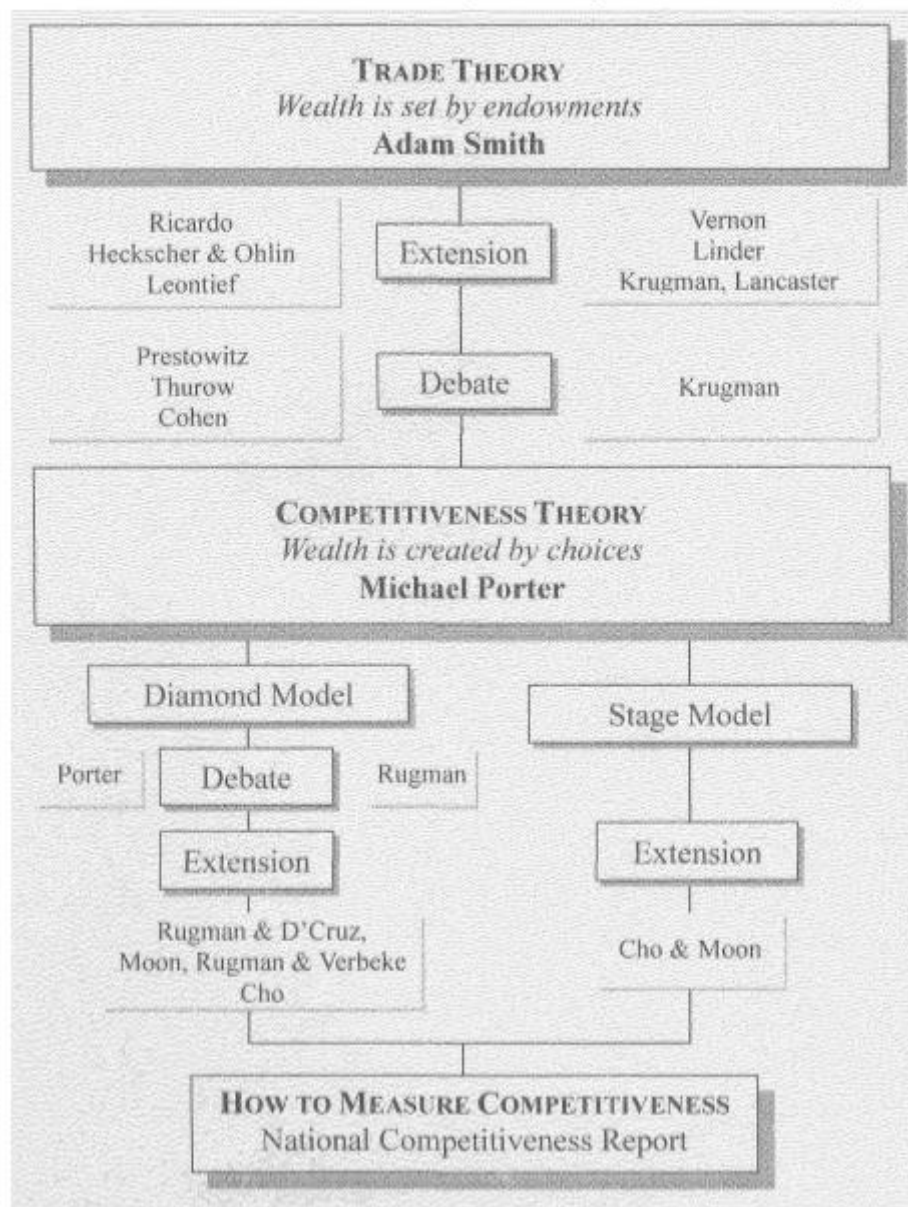 TRADE THEORY
Wealth is set by endowments
Adam Smith
Ricardo
Heckscher & Ohlin
Leontief
Extension
Vernon
Linder
Krugman, Lancaster
Prestowitz
Thurow
Cohen
Debate
Krugman
COMPETITIVENESS THEORY
Wealth is created by choices
Michael Porter
Diamond Model
Stage Model
Porter
Debate
Rugman
Extension
Extension
Rugman & D'Cruz,
Moon, Rugman & Verbeke
Cho
Cho & Moon
HOW TO MEASURE COMPETITIVENESS
National Competitiveness Report